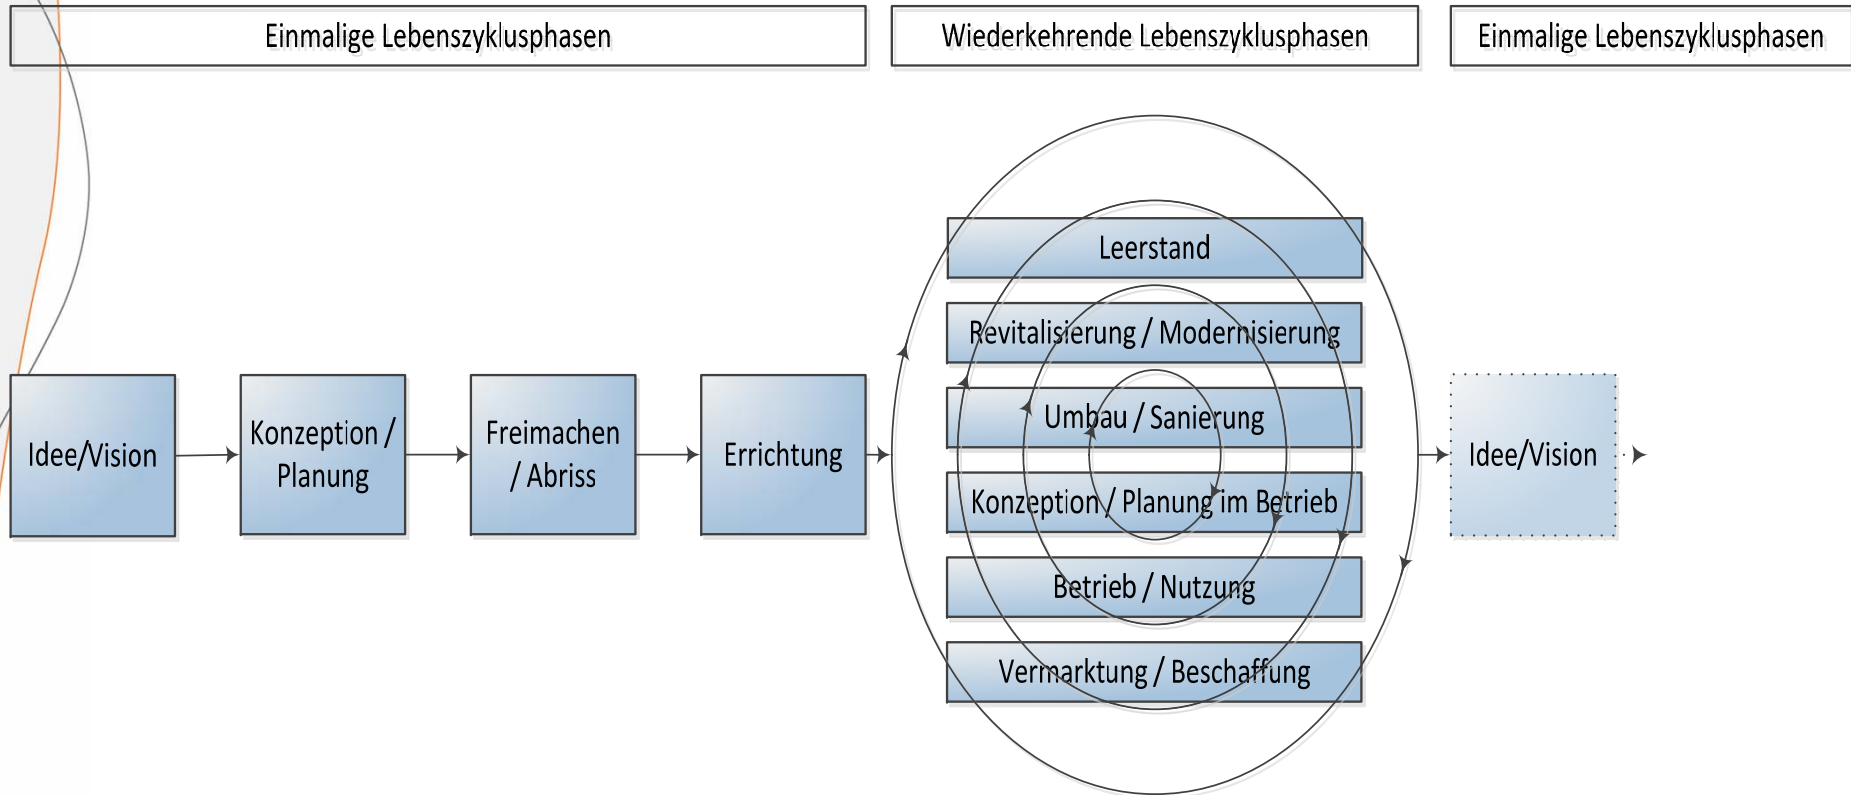 Einmalige Lebenszyklusphasen
Wiederkehrende Lebenszyklusphasen
Einmalige Lebenszyklusphasen
Idee/Vision
Konzeption /
Planung
Freimachen
/ Abriss
Errichtung
Leerstand
Revitalisierung / Modernisierung
Umbau / Sanierung
Konzeption / Planung im Betrieb
Betrieb / Nutzung
Vermarktung / Beschaffung
Idee/Vision